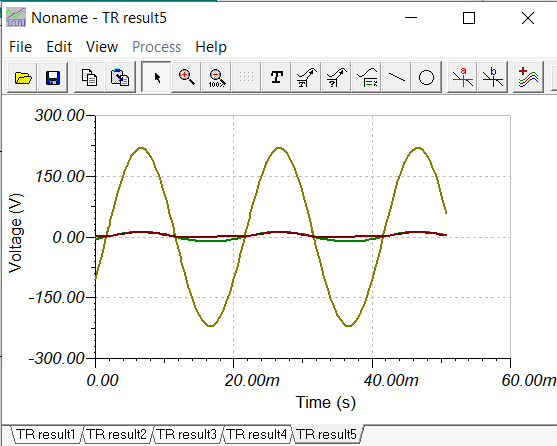 Noname - TR result5
File Edit View Process Help
100% T ? a b
300.00
150.00
0.00
-150.00
-300.00
Voltage (V)
0.00 20.00m 40.00m 60.00m
Time (s)
TR result1 TR result2 TR result3 TR result4 TR result5